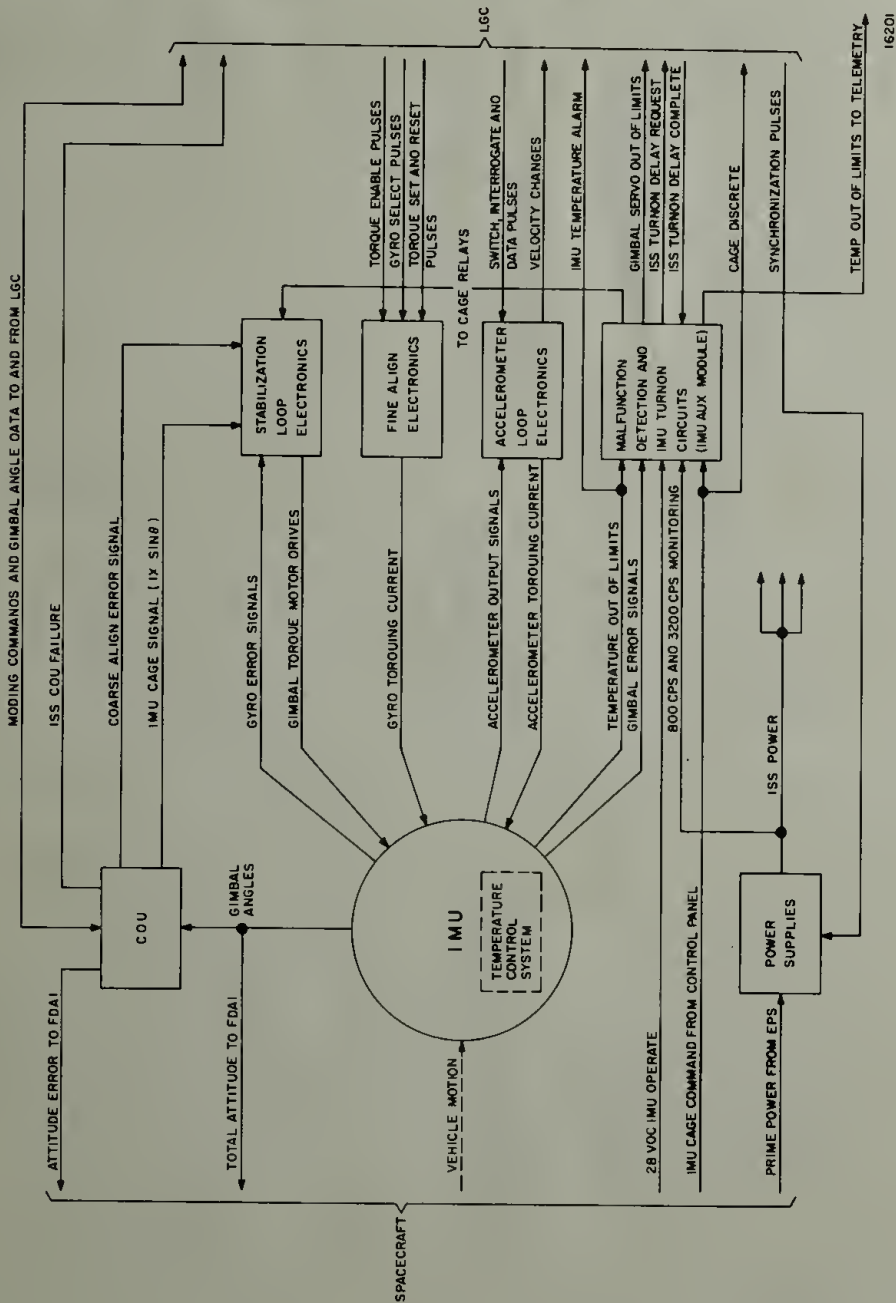 MODING COMMANDS AND GIMBAL ANGLE DATA TO AND FROM LGC
ISS CDU FAILURE
COARSE ALIGN ERROR SIGNAL
IMU CAGE SIGNAL (1X SINθ)
ATTITUDE ERROR TO FDAI
CDU
TOTAL ATTITUDE TO FDAI
GIMBAL
ANGLES
GYRO ERROR SIGNALS
GIMBAL TORQUE MOTOR DRIVES
STABILIZATION
LOOP
ELECTRONICS
TORQUE ENABLE PULSES
GYRO SELECT PULSES
TORQUE SET AND RESET
PULSES
GYRO TORQUING CURRENT
FINE ALIGN
ELECTRONICS
TO CAGE RELAYS
SPACECRAFT
VEHICLE MOTION
IMU
TEMPERATURE
CONTROL
SYSTEM
ACCELEROMETER OUTPUT SIGNALS
ACCELEROMETER TORQUING CURRENT
ACCELEROMETER
LOOP
ELECTRONICS
SWITCH, INTERROGATE AND
DATA PULSES
VELOCITY CHANGES
LGC
IMU TEMPERATURE ALARM
TEMPERATURE OUT OF LIMITS
GIMBAL ERROR SIGNALS
28 VDC IMU OPERATE
800 CPS AND 3200 CPS MONITORING
IMU CAGE COMMAND FROM CONTROL PANEL
MALFUNCTION
DETECTION AND
IMU TURNON
CIRCUITS
(IMU AUX MODULE)
GIMBAL SERVO OUT OF LIMITS
ISS TURNON DELAY REQUEST
ISS TURNON DELAY COMPLETE
CAGE DISCRETE
SYNCHRONIZATION PULSES
PRIME POWER FROM EPS
POWER
SUPPLIES
ISS POWER
TEMP OUT OF LIMITS TO TELEMETRY
16201